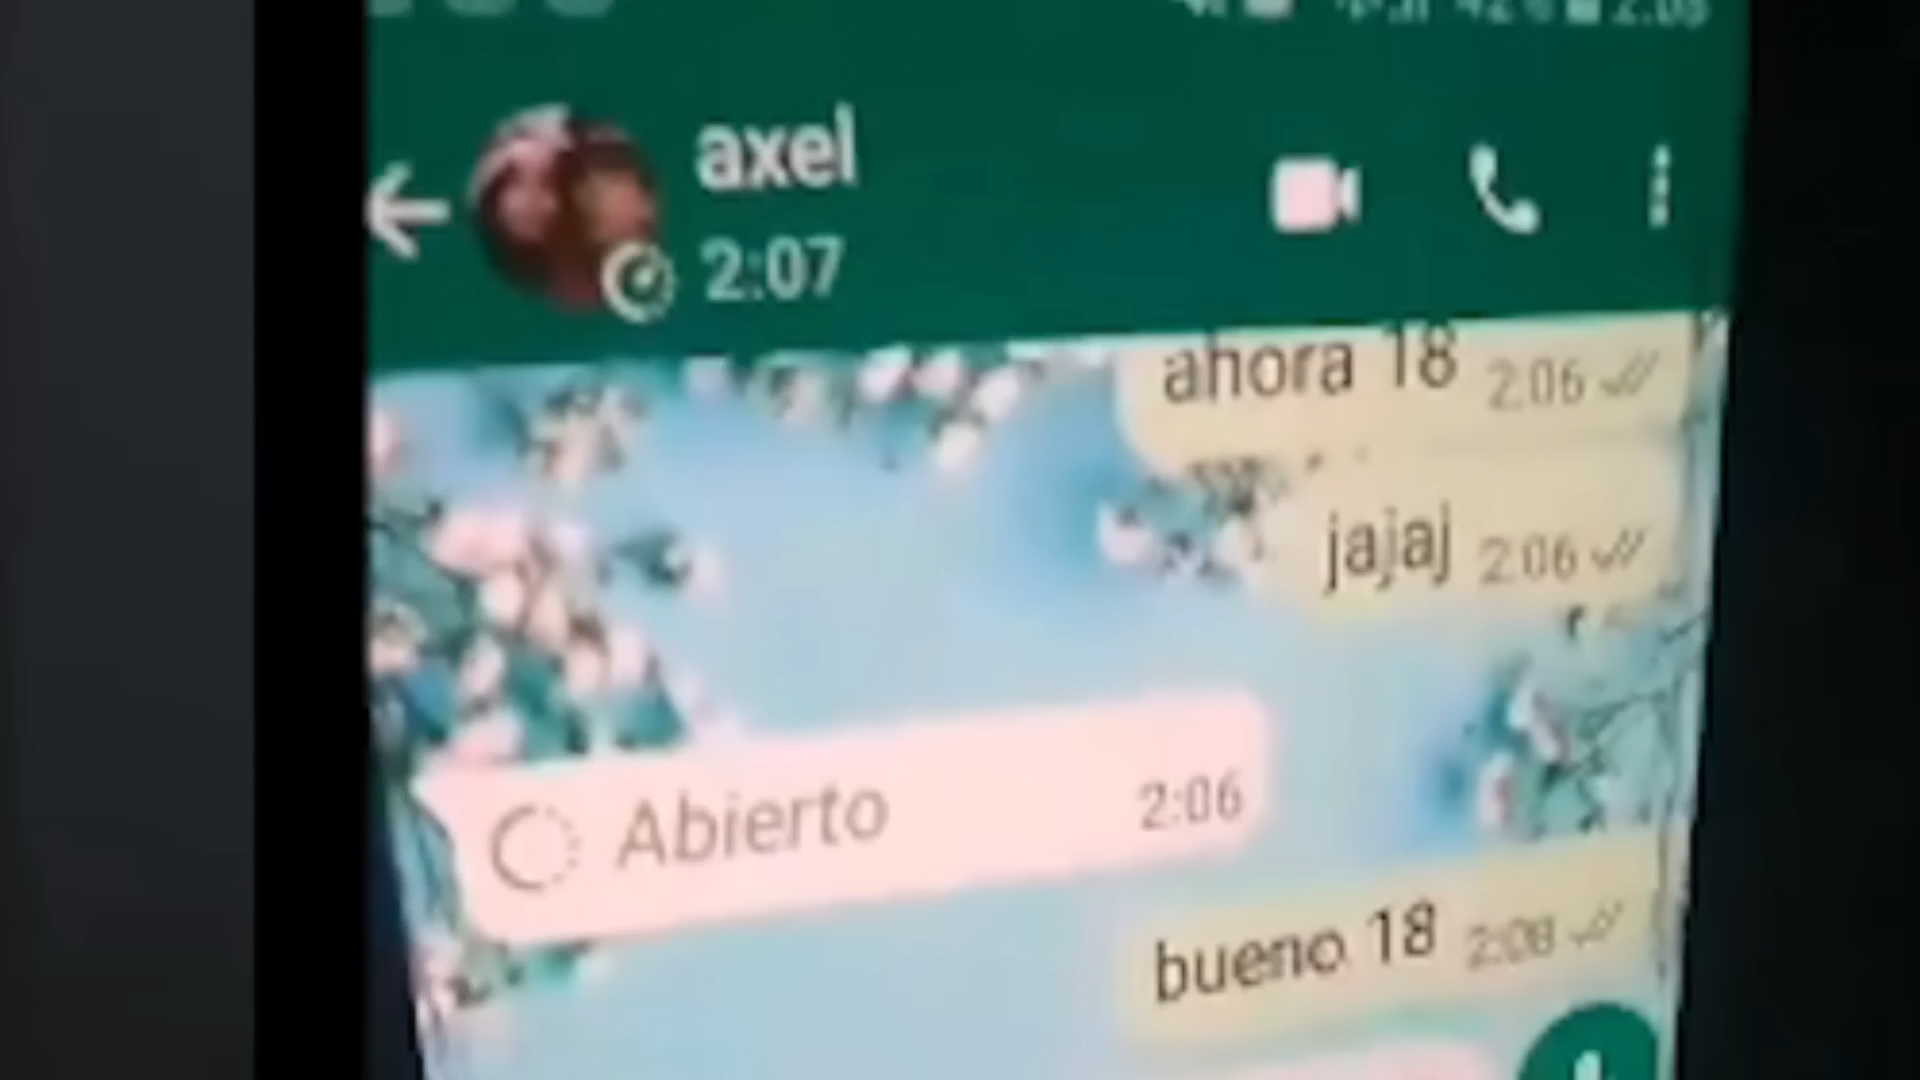 axel
2:07
ahora 18 2:06
jajaj 2:06
Abierto 2:06
bueno 18 2:08